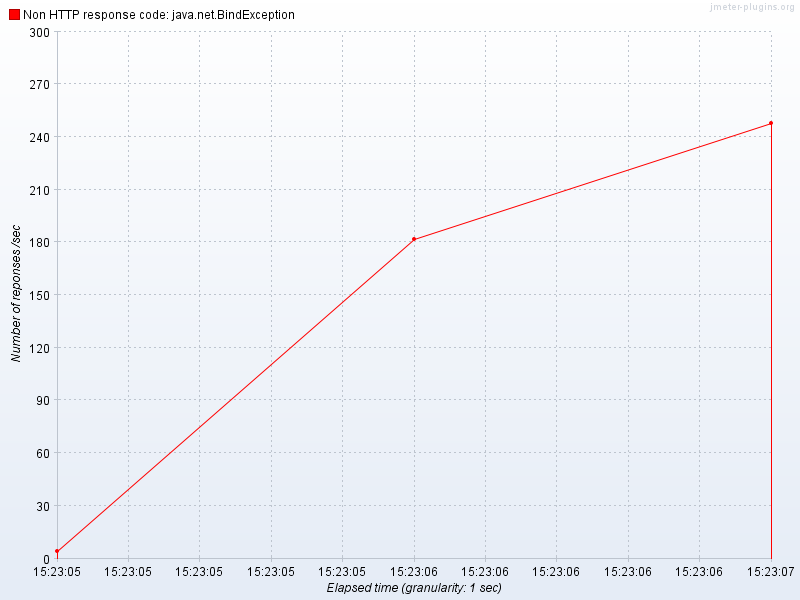 jmeter-plugins.org
Non HTTP response code: java.net.BindException
300
270
240
210
180
150
120
90
60
30
0
Number of reponses /sec
15:23:05 15:23:05 15:23:05 15:23:05 15:23:05 15:23:06 15:23:06 15:23:06 15:23:06 15:23:06 15:23:07
Elapsed time (granularity: 1 sec)